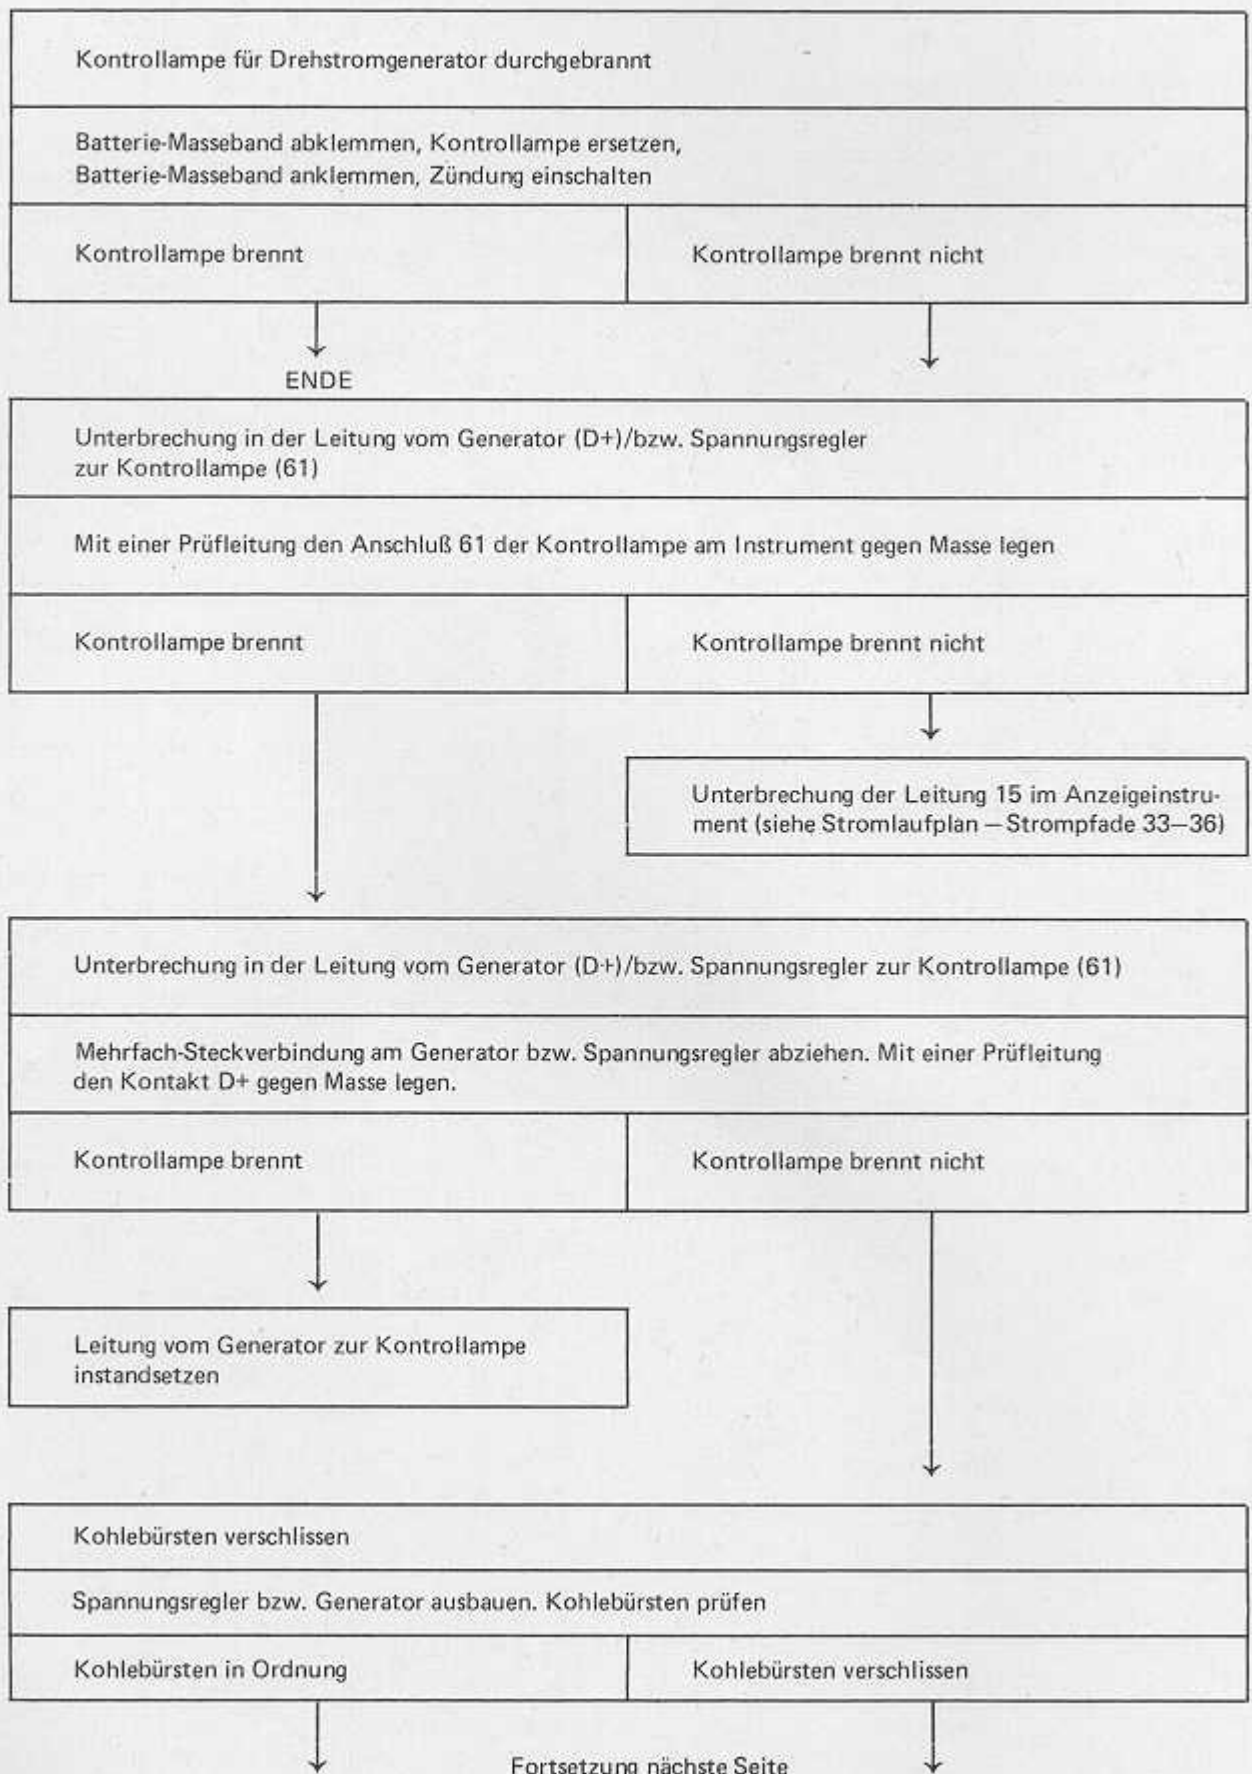 Kontrollampe für Drehstromgenerator durchgebrannt
Batterie-Masseband abklemmen, Kontrollampe ersetzen,
Batterie-Masseband anklemmen, Zündung einschalten
Kontrollampe brennt
Kontrollampe brennt nicht
ENDE
Unterbrechung in der Leitung vom Generator (D+)/bzw. Spannungsregler
zur Kontrollampe (61)
Mit einer Prüfleitung den Anschluß 61 der Kontrollampe am Instrument gegen Masse legen
Kontrollampe brennt
Kontrollampe brennt nicht
Unterbrechung der Leitung 15 im Anzeigeinstru-
ment (siehe Stromlaufplan – Strompfade 33–36)
Unterbrechung in der Leitung vom Generator (D+)/bzw. Spannungsregler zur Kontrollampe (61)
Mehrfach-Steckverbindung am Generator bzw. Spannungsregler abziehen. Mit einer Prüfleitung
den Kontakt D+ gegen Masse legen.
Kontrollampe brennt
Kontrollampe brennt nicht
Leitung vom Generator zur Kontrollampe
instandsetzen
Kohlebürsten verschlissen
Spannungsregler bzw. Generator ausbauen. Kohlebürsten prüfen
Kohlebürsten in Ordnung
Kohlebürsten verschlissen
Fortsetzung nächste Seite